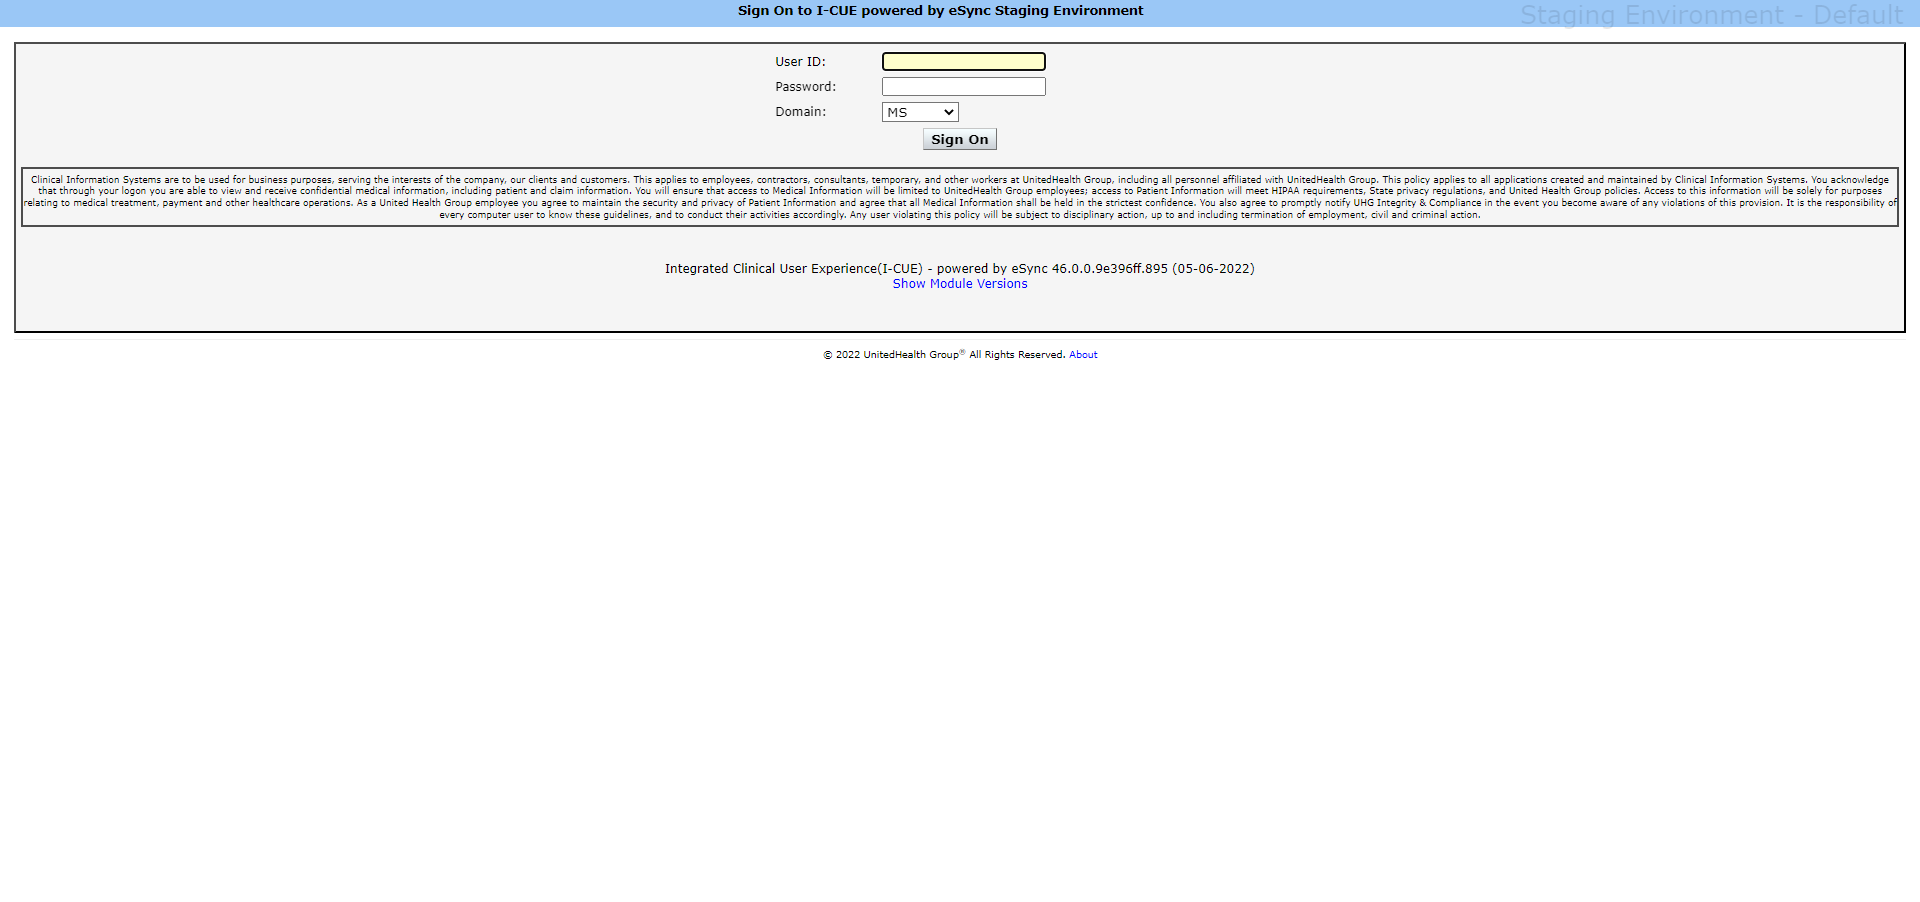 Sign On to I-CUE powered by eSync Staging Environment
Staging Environment - Default
User ID:
Password:
Domain:
MS
Sign On
Clinical Information Systems are to be used for business purposes, serving the interests of the company, our clients and customers. This applies to employees, contractors, consultants, temporary, and other workers at UnitedHealth Group, including all personnel affiliated with UnitedHealth Group. This policy applies to all applications created and maintained by Clinical Information Systems. You acknowledge
that through your logon you are able to view and receive confidential medical information, including patient and claim information. You will ensure that access to Medical Information will be limited to UnitedHealth Group employees; access to Patient Information will meet HIPAA requirements, State privacy regulations, and United Health Group policies. Access to this information will be solely for purposes
relating to medical treatment, payment and other healthcare operations. As a United Health Group employee you agree to maintain the security and privacy of Patient Information and agree that all Medical Information shall be held in the strictest confidence. You also agree to promptly notify UHG Integrity & Compliance in the event you become aware of any violations of this provision. It is the responsibility of
every computer user to know these guidelines, and to conduct their activities accordingly. Any user violating this policy will be subject to disciplinary action, up to and including termination of employment, civil and criminal action.
Integrated Clinical User Experience(I-CUE) - powered by eSync 46.0.0.9e396ff.895 (05-06-2022)
Show Module Versions
© 2022 UnitedHealth Group® All Rights Reserved. About